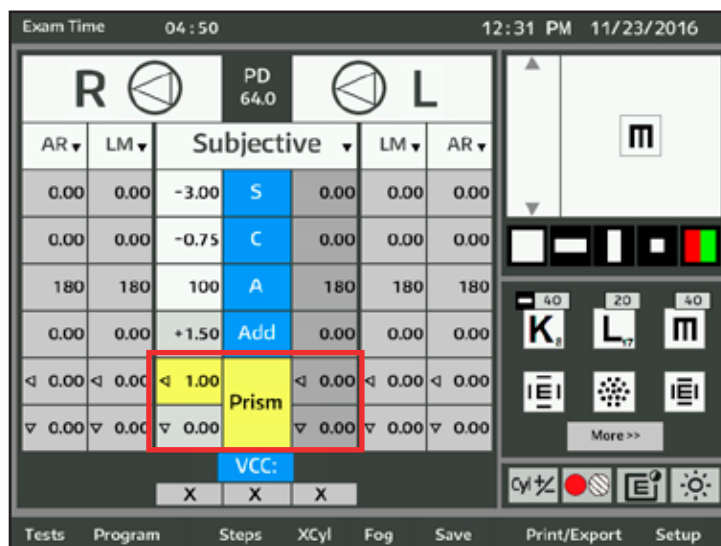 Exam Time 04:50 12:31 PM 11/23/2016
R PD 64.0 L
AR LM Subjective LM AR
0.00 0.00 -3.00 S 0.00 0.00 0.00
0.00 0.00 -0.75 C 0.00 0.00 0.00
180 180 100 A 180 180 180
0.00 0.00 +1.50 Add 0.00 0.00 0.00
0.00 0.00 1.00 Prism 0.00 0.00 0.00
0.00 0.00 0.00 0.00 0.00 0.00
VCC:
X X X
m
40 20 40
K 8 L 17 m
E E
More>>
Cyl +/- E
Tests Program Steps XCyl Fog Save Print/Export Setup